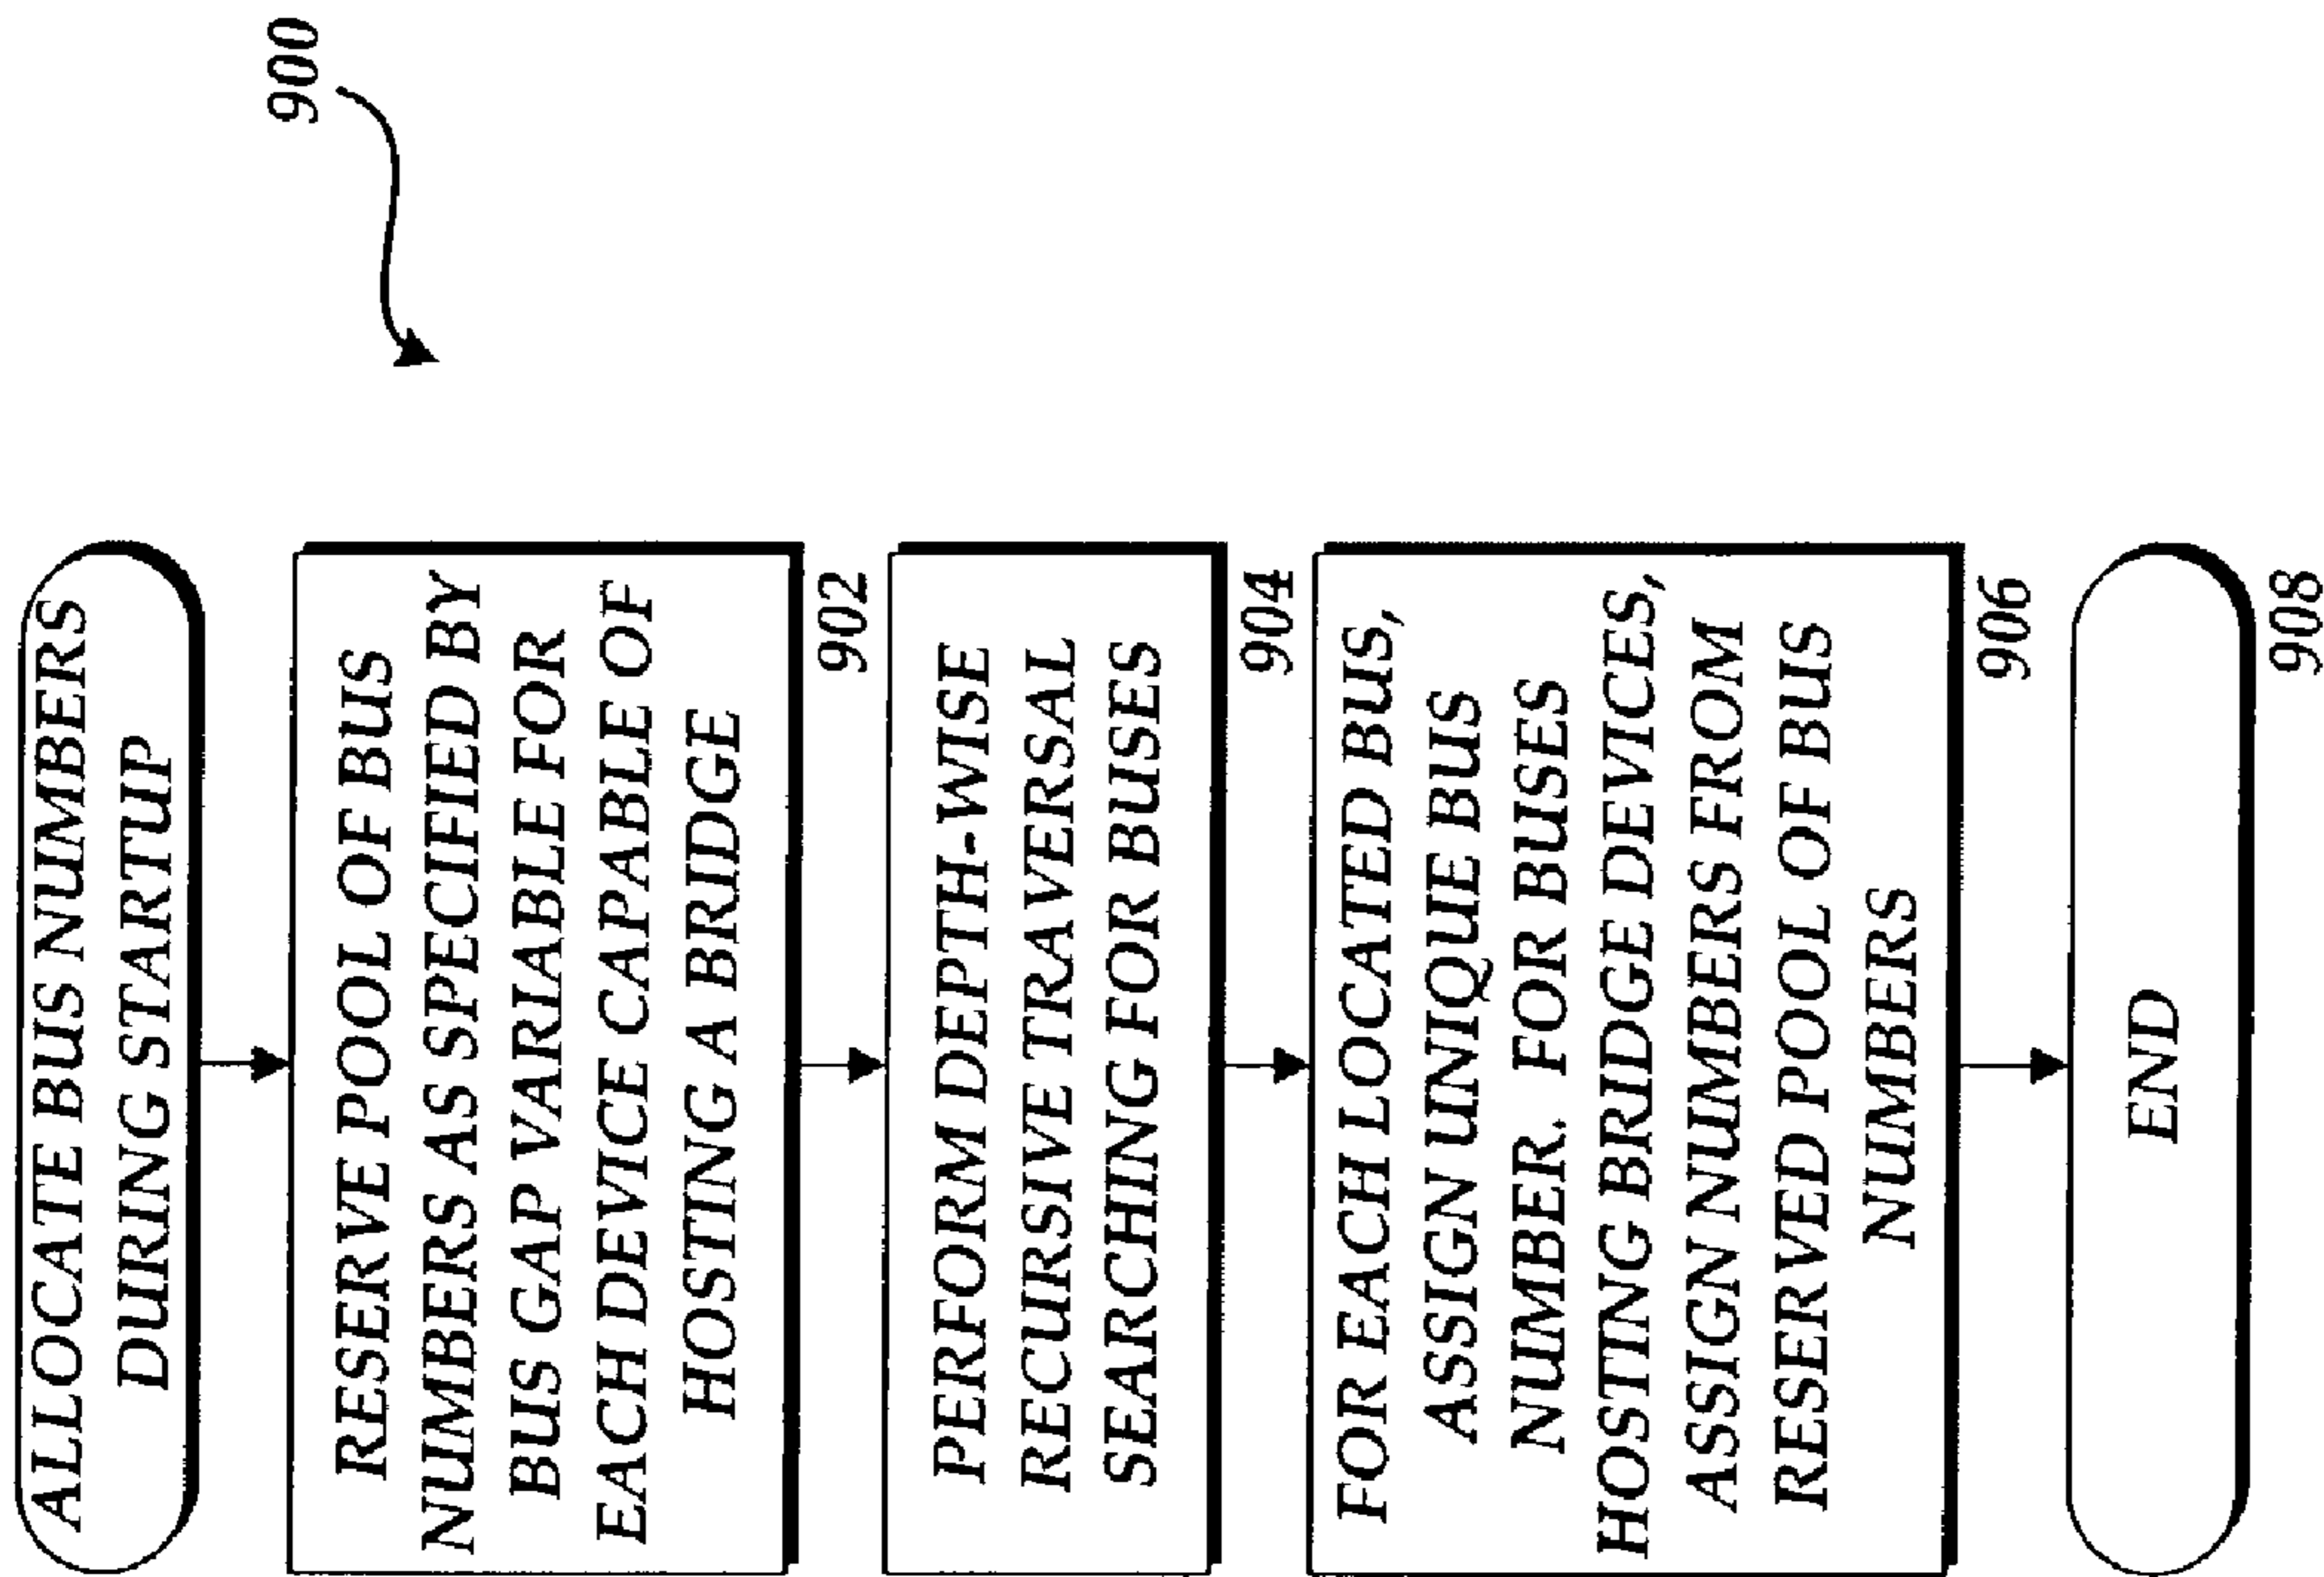 900
ALLOCATE BUS NUMBERS
DURING STARTUP
RESERVE POOL OF BUS
NUMBERS AS SPECIFIED BY
BUS GAP VARIABLE FOR
EACH DEVICE CAPABLE OF
HOSTING A BRIDGE
902
PERFORM DEPTH-WISE
RECURSIVE TRAVERSAL
SEARCHING FOR BUSES
904
FOR EACH LOCATED BUS,
ASSIGN UNIQUE BUS
NUMBER. FOR BUSES
HOSTING BRIDGE DEVICES,
ASSIGN NUMBERS FROM
RESERVED POOL OF BUS
NUMBERS
906
END
908